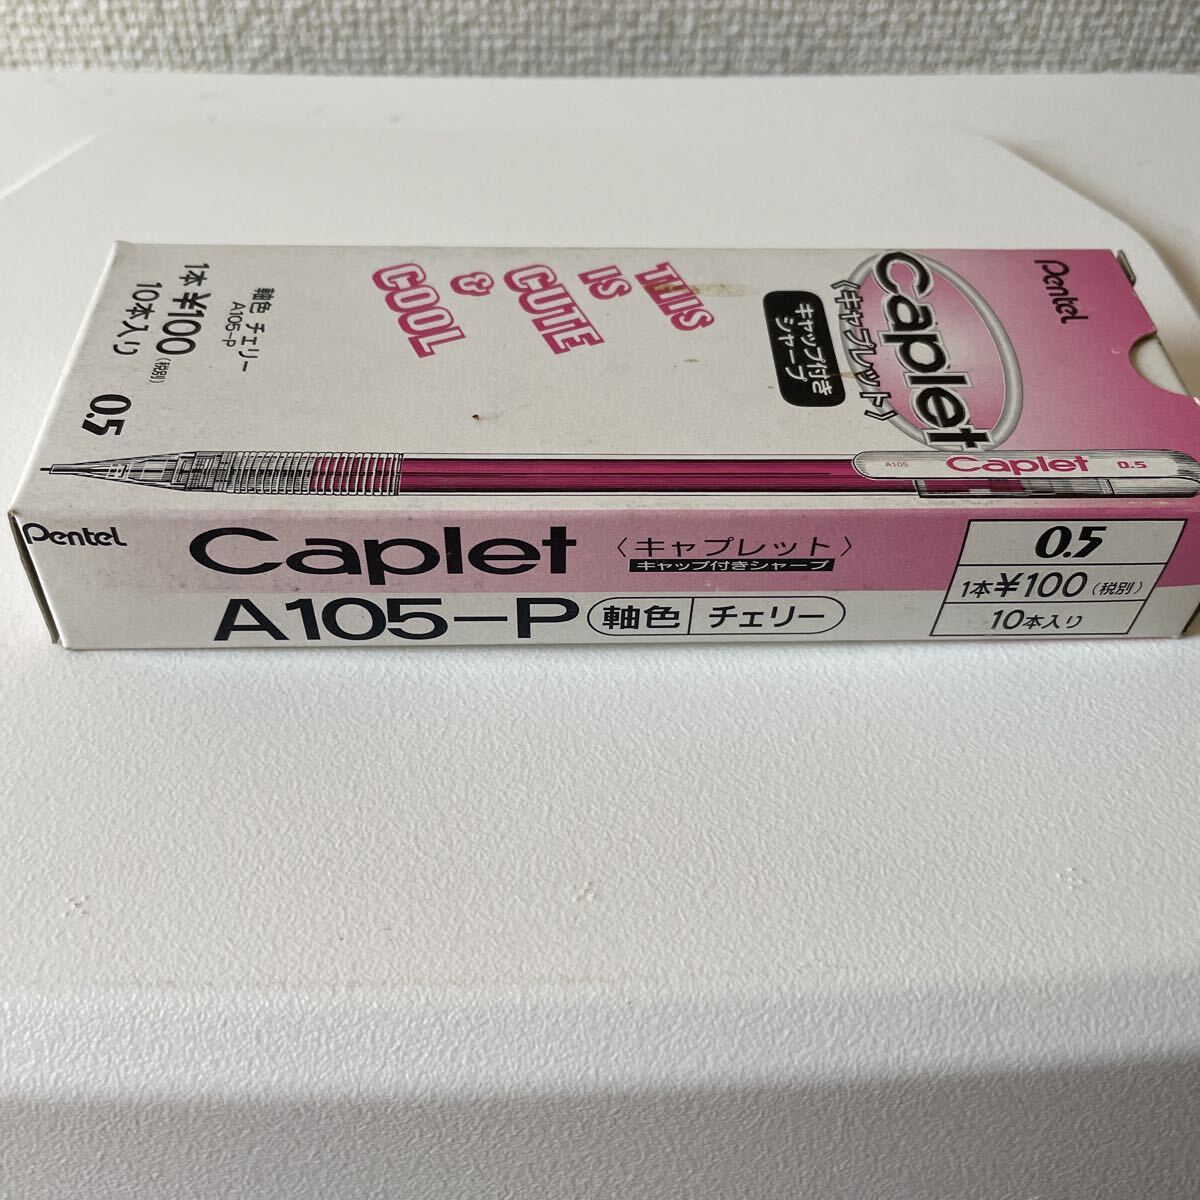 Pentel
Caplet
〈キャプレット〉
キャップ付き
シャープ
THIS
IS
CUTE
&
COOL
軸色 チェリー
A105-P
1本 ¥100 (税別)
10本入り
0.5
A105 Caplet 0.5
Pentel
Caplet
〈キャプレット〉
キャップ付きシャープ
A105-P
軸色 チェリー
0.5
1本¥100(税別)
10本入り